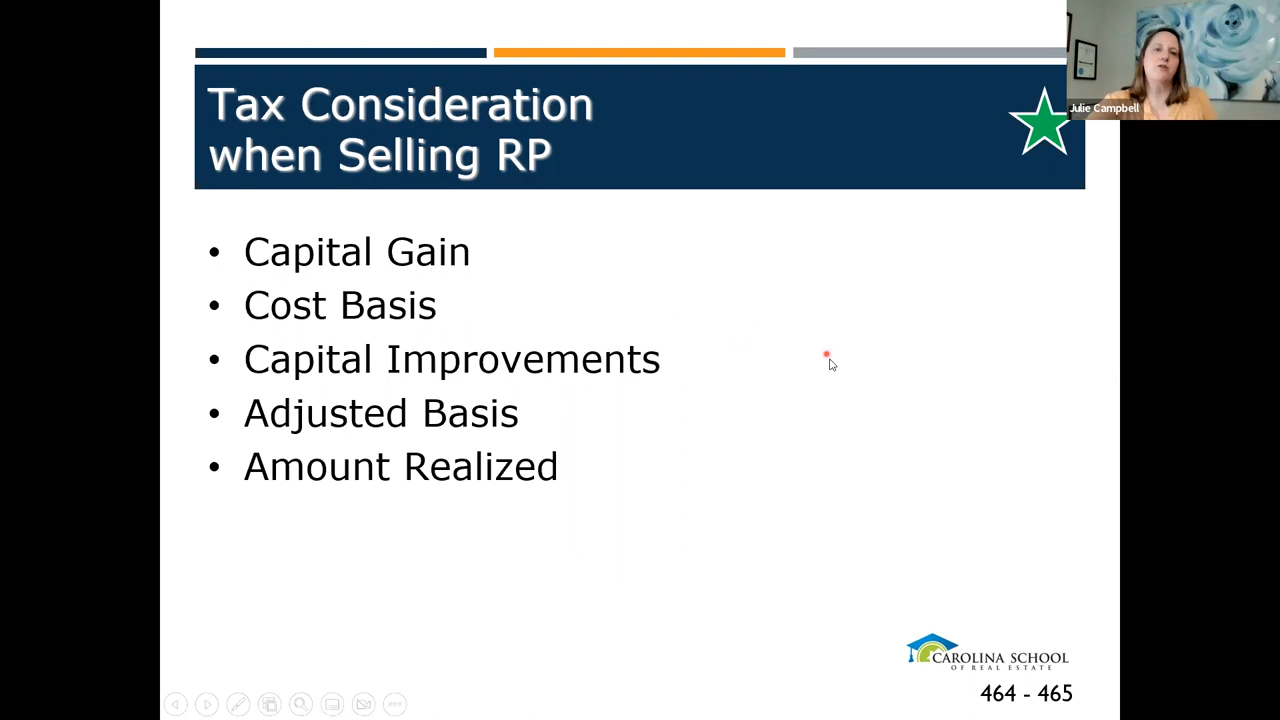 Tax Consideration
when Selling RP
Julie Campbell
• Capital Gain
• Cost Basis
• Capital Improvements
• Adjusted Basis
• Amount Realized
CAROLINA SCHOOL
OF REAL ESTATE
464 - 465